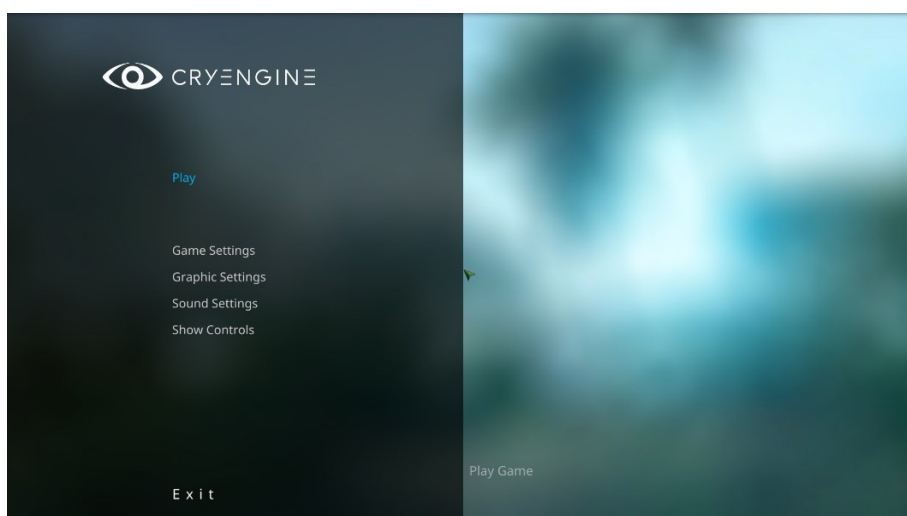 CRYENGINE
Play
Game Settings
Graphic Settings
Sound Settings
Show Controls
Play Game
Exit